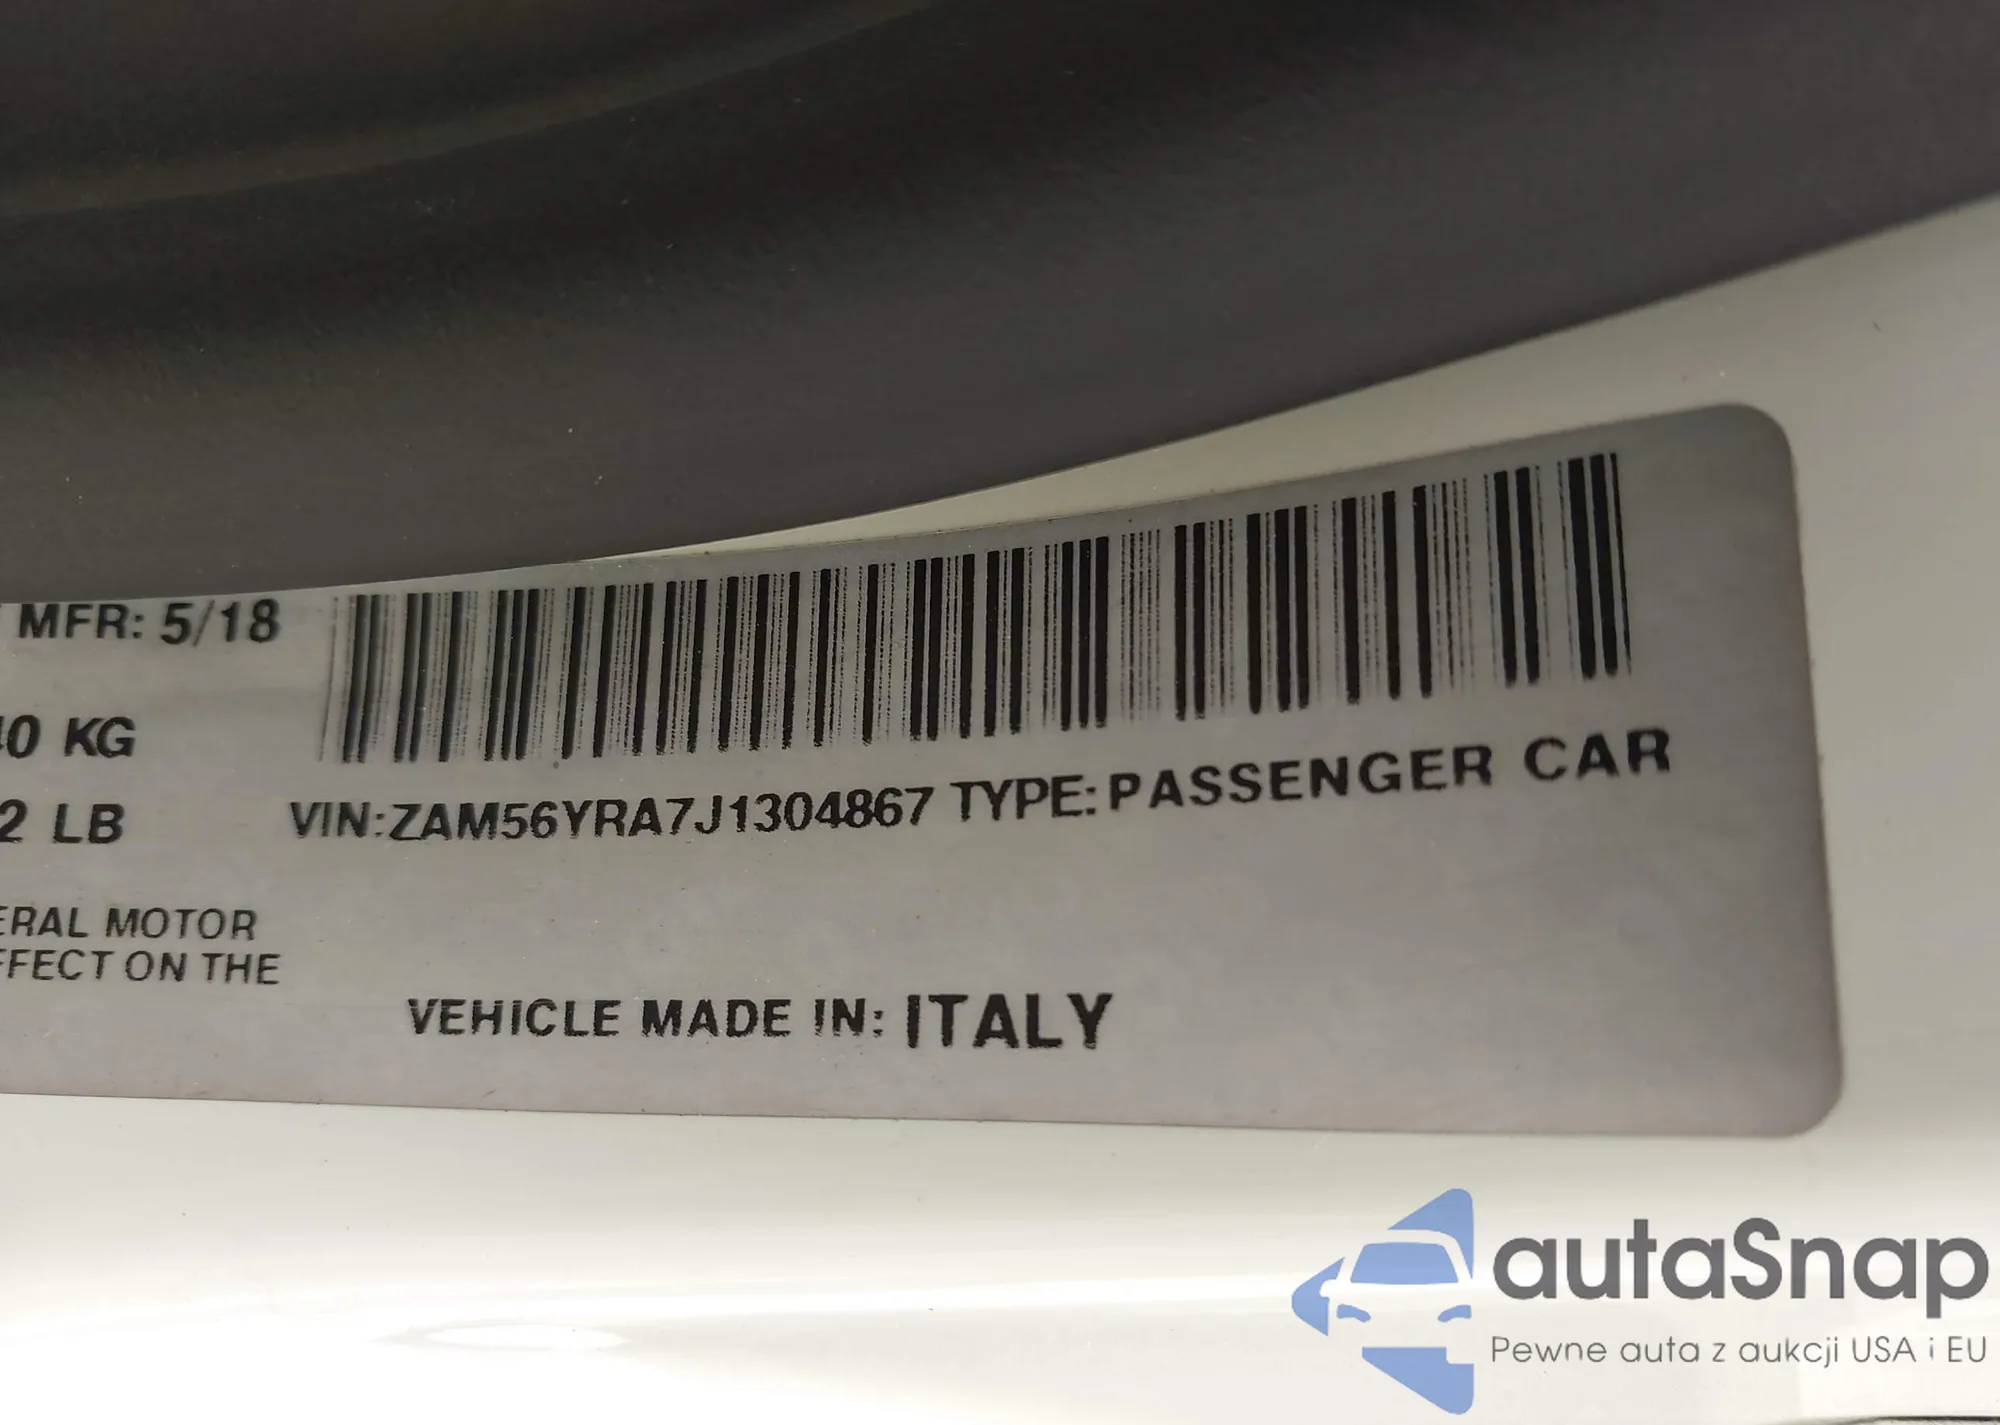 MFR: 5/18
0 KG
2 LB
VIN:ZAM56YRA7J1304867 TYPE:PASSENGER CAR
ERAL MOTOR
FFECT ON THE
VEHICLE MADE IN: ITALY
autaSnap
Pewne auta z aukcji USA i EU